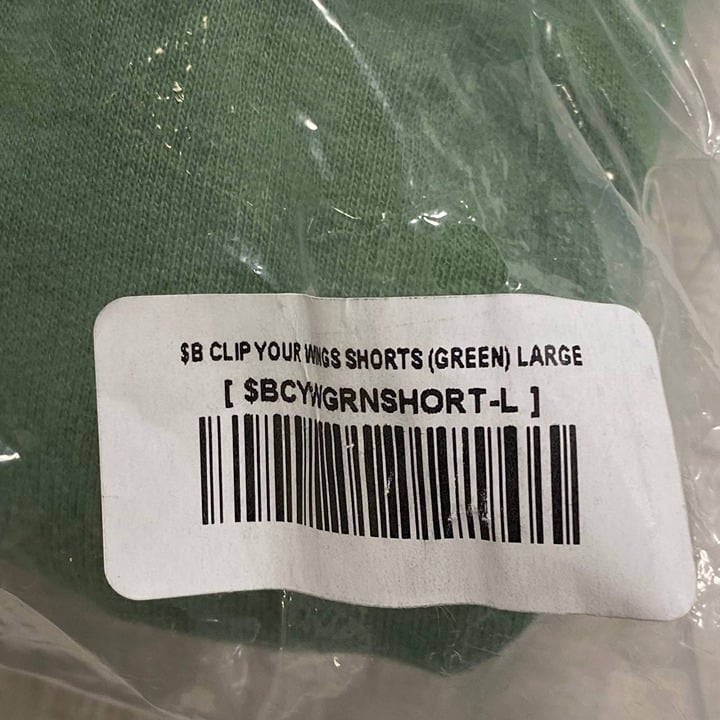 $B CLIP YOUR WINGS SHORTS (GREEN) LARGE
[ $BCYWGRNSHORT-L ]